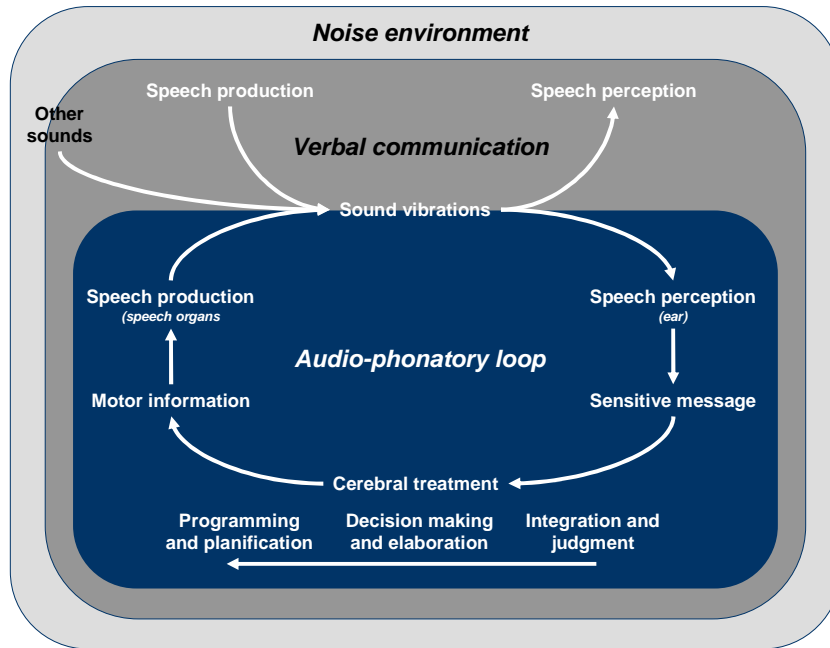 Noise environment
Speech production
Speech perception
Other
sounds
Verbal communication
Sound vibrations
Speech production
(speech organs
Speech perception
(ear)
Audio-phonatory loop
Motor information
Sensitive message
Cerebral treatment
Programming
and planification
Decision making
and elaboration
Integration and
judgment